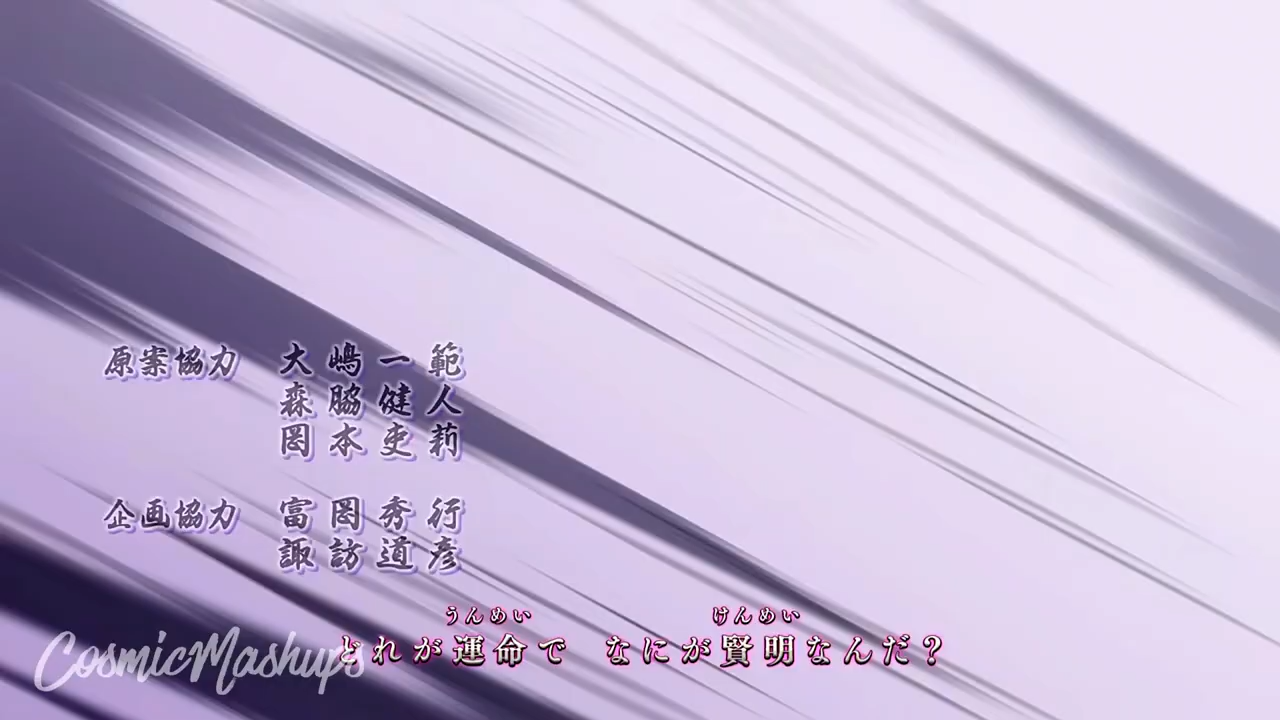 原案協力 大嶋一範
森脇健人
岡本吏莉
企画協力 富岡秀行
諏訪道彦
うんめい けんめい
どれが運命で なにが賢明なんだ?
CosmicMashups